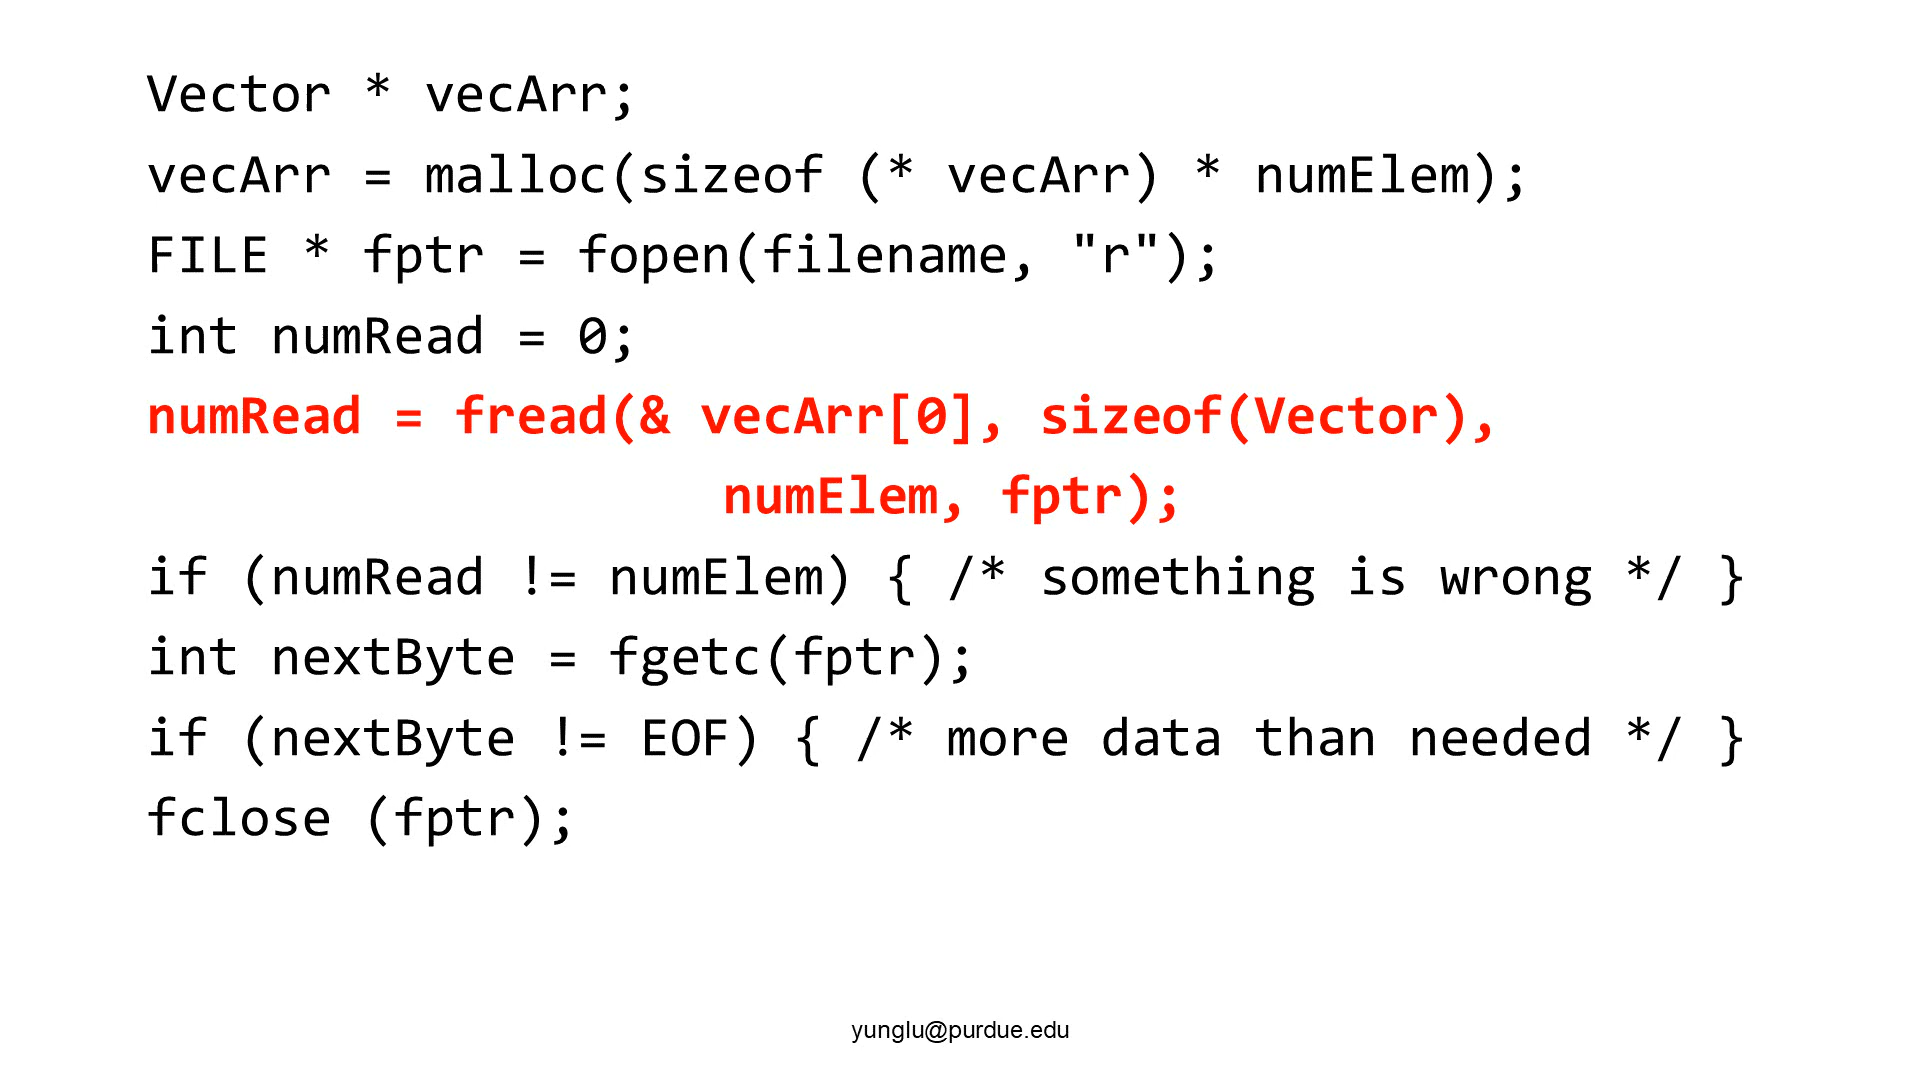 Vector * vecArr;
vecArr = malloc(sizeof (* vecArr) * numElem);
FILE * fptr = fopen(filename, "r");
int numRead = 0;
numRead = fread(& vecArr[0], sizeof(Vector),
numElem, fptr);
if (numRead != numElem) { /* something is wrong */ }
int nextByte = fgetc(fptr);
if (nextByte != EOF) { /* more data than needed */ }
fclose (fptr);
yunglu@purdue.edu